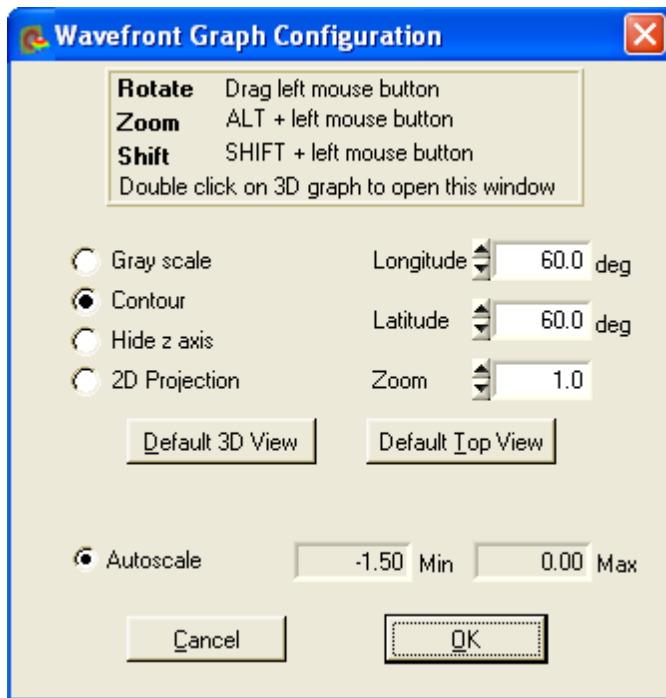 Wavefront Graph Configuration
Rotate Drag left mouse button
Zoom ALT + left mouse button
Shift SHIFT + left mouse button
Double click on 3D graph to open this window
Gray scale Longitude 60.0 deg
Contour
Latitude 60.0 deg
Hide z axis
2D Projection Zoom 1.0
Default 3D View Default Top View
Autoscale -1.50 Min 0.00 Max
Cancel OK